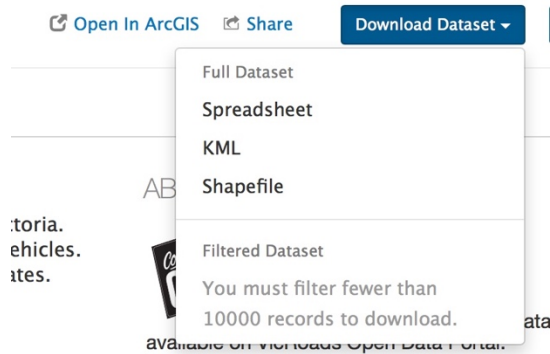 Open In ArcGIS Share Download Dataset
Full Dataset
Spreadsheet
KML
Shapefile
Filtered Dataset
You must filter fewer than
10000 records to download.
AB
toria.
ehicles.
ates.
ata
available on VicRoads Open Data Portal.